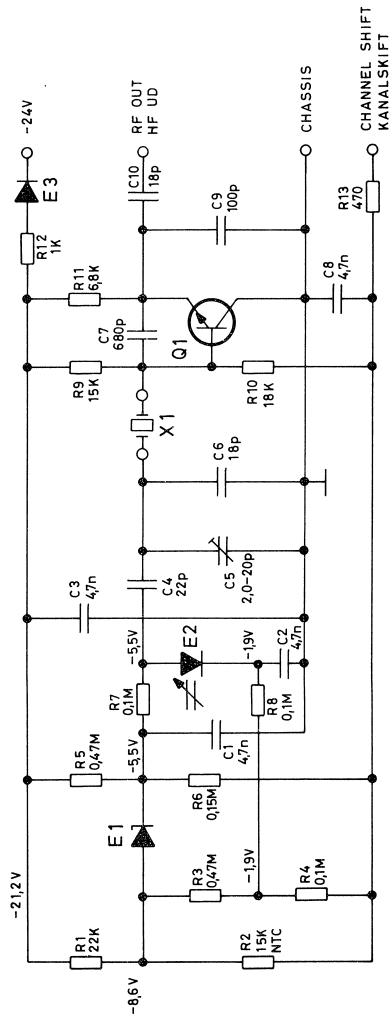 -21,2V
-24V
E3
R12
1K
R1
22K
R5
0,47M
C3
4,7n
R9
15K
R11
6,8K
-8,6V
E1
-5,5V
R7
0,1M
-5,5V
C4
22p
X1
C7
680p
C10
18p
RF OUT
HF UD
E2
R3
0,47M
R6
0,15M
C1
4,7n
-1,9V
-1,9V
R8
0,1M
C2
4,7n
C5
2,0-20p
C6
18p
Q1
C9
100p
R2
15K
NTC
R4
0,1M
R10
18K
CHASSIS
C8
4,7n
R13
470
CHANNEL SHIFT
KANALSKIFT